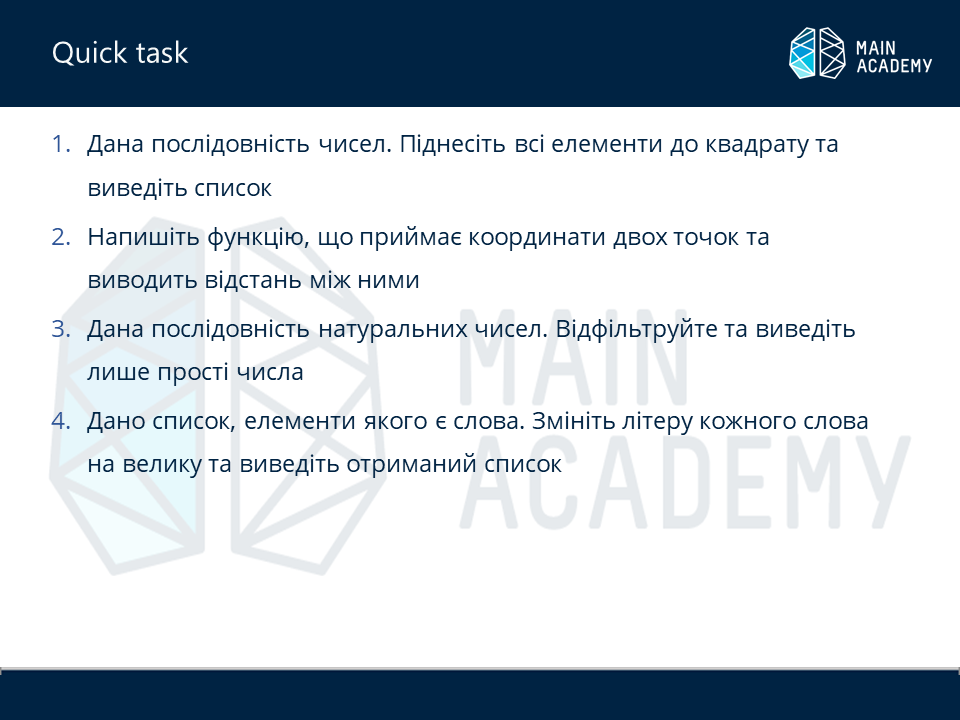 Quick task
MAIN
ACADEMY
1. Дана послідовність чисел. Піднесіть всі елементи до квадрату та
виведіть список
2. Напишіть функцію, що приймає координати двох точок та
виводить відстань між ними
3. Дана послідовність натуральних чисел. Відфільтруйте та виведіть
лише прості числа
4. Дано список, елементи якого є слова. Змініть літеру кожного слова
на велику та виведіть отриманий список
MAIN
ACADEMY